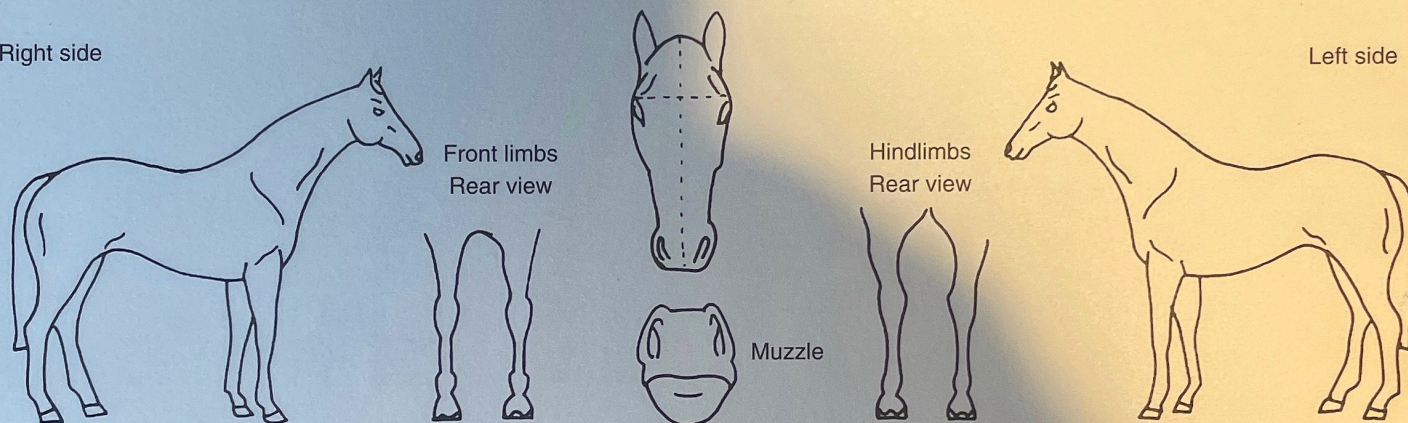 Right side
Left side
Front limbs
Rear view
Hindlimbs
Rear view
Muzzle